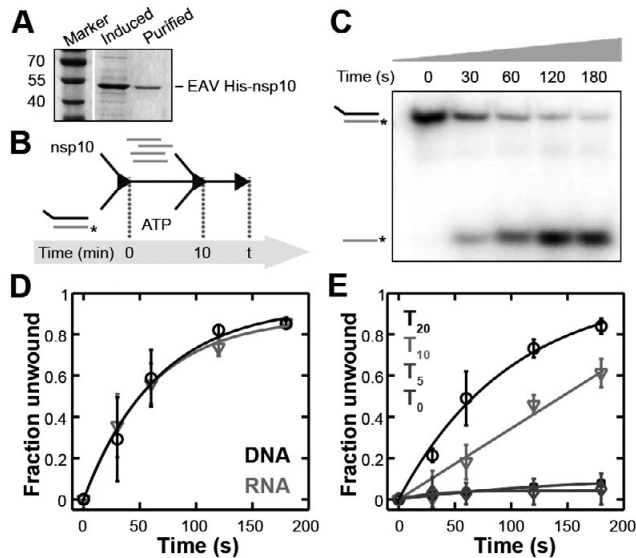 A
Marker
Induced
Purified
70
55
40
EAV His-nsp10
B
nsp10
*
ATP
Time (min) 0 10 t
C
Time (s) 0 30 60 120 180
*
*
D
Fraction unwound
1
0.8
0.6
0.4
0.2
0
DNA
RNA
0 50 100 150 200
Time (s)
E
Fraction unwound
1
0.8
0.6
0.4
0.2
0
T20
T10
T5
T0
0 50 100 150 200
Time (s)